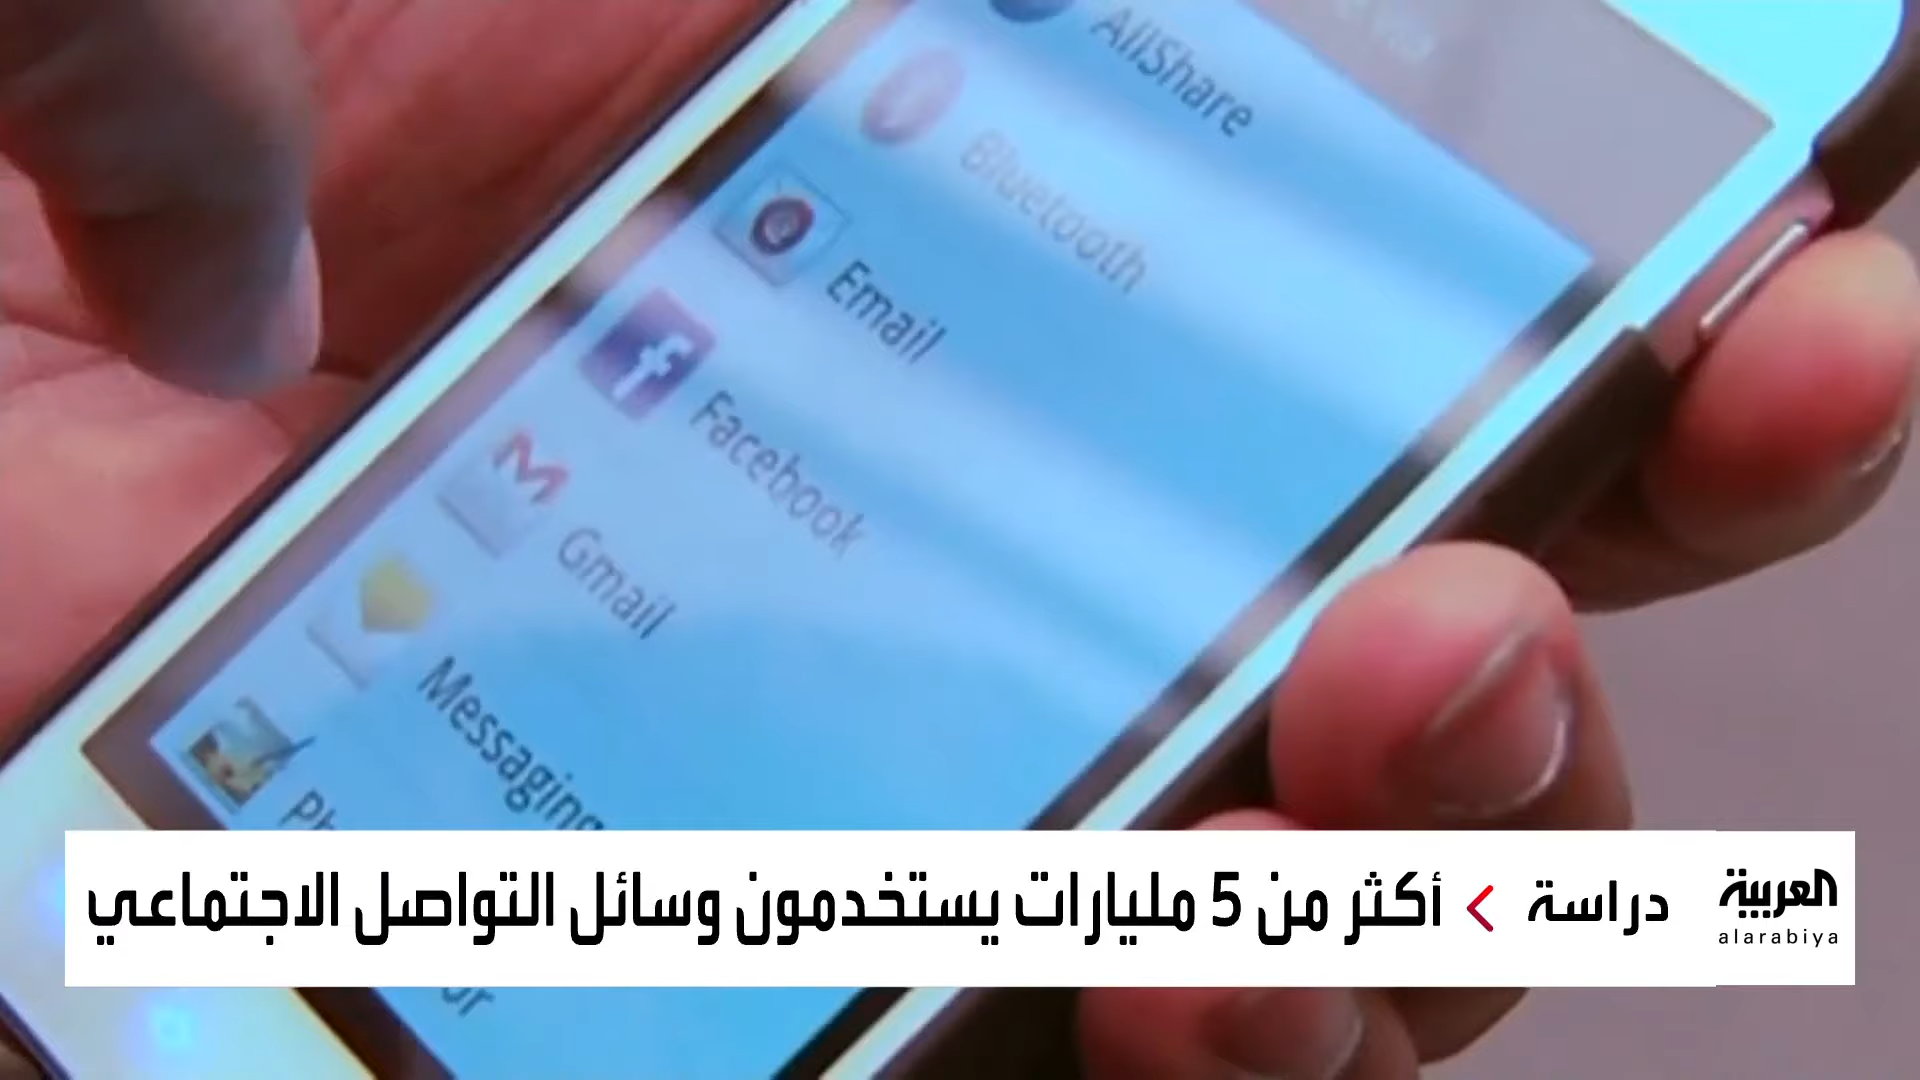 AllShare
Bluetooth
Email
Facebook
Gmail
Messaging
دراسة
أكثر من 5 مليارات يستخدمون وسائل التواصل الاجتماعي
العربية
alarabiya